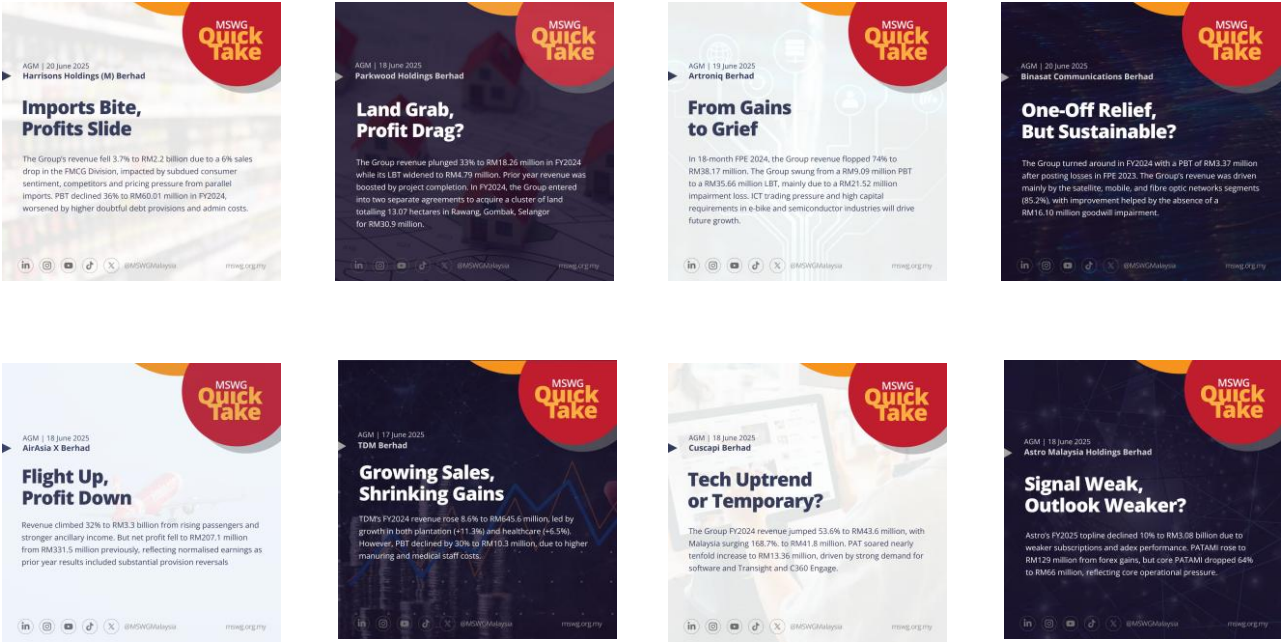 MSWG
Quick
Take
AGM | 20 June 2025
Harrisons Holdings (M) Berhad
Imports Bite,
Profits Slide
The Group's revenue fell 3.7% to RM2.2 billion due to a 6% sales
drop in the FMCG Division, impacted by subdued consumer
sentiment, competitors and pricing pressure from parallel
imports. PBT declined 36% to RM60.01 million in FY2024,
worsened by higher doubtful debt provisions and admin costs.
@MSWGMalaysia
mswg.org.my
MSWG
Quick
Take
AGM | 18 June 2025
Parkwood Holdings Berhad
Land Grab,
Profit Drag?
The Group revenue plunged 33% to RM18.26 million in FY2024
while its LBT widened to RM4.79 million. Prior year revenue was
boosted by project completion. In FY2024, the Group entered
into two separate agreements to acquire a cluster of land
totalling 13.07 hectares in Rawang, Gombak, Selangor
for RM30.9 million.
@MSWGMalaysia
mswg.org.my
MSWG
Quick
Take
AGM | 19 June 2025
Artroniq Berhad
From Gains
to Grief
In 18-month FPE 2024, the Group revenue flopped 74% to
RM38.17 million. The Group swung from a RM9.09 million PBT
to a RM35.66 million LBT, mainly due to a RM21.52 million
impairment loss. ICT trading pressure and high capital
requirements in e-bike and semiconductor industries will drive
future growth.
@MSWGMalaysia
mswg.org.my
MSWG
Quick
Take
AGM | 20 June 2025
Binasat Communications Berhad
One-Off Relief,
But Sustainable?
The Group turned around in FY2024 with a PBT of RM3.37 million
after posting losses in FPE 2023. The Group's revenue was driven
mainly by the satellite, mobile, and fibre optic networks segments
(85.2%), with improvement helped by the absence of a
RM16.10 million goodwill impairment.
@MSWGMalaysia
mswg.org.my
MSWG
Quick
Take
AGM | 18 June 2025
AirAsia X Berhad
Flight Up,
Profit Down
Revenue climbed 32% to RM3.3 billion from rising passengers and
stronger ancillary income. But net profit fell to RM207.1 million
from RM331.5 million previously, reflecting normalised earnings as
prior year results included substantial provision reversals
@MSWGMalaysia
mswg.org.my
MSWG
Quick
Take
AGM | 17 June 2025
TDM Berhad
Growing Sales,
Shrinking Gains
TDM's FY2024 revenue rose 8.6% to RM645.6 million, led by
growth in both plantation (+11.3%) and healthcare (+6.5%).
However, PBT declined by 30% to RM10.3 million, due to higher
manuring and medical staff costs.
@MSWGMalaysia
mswg.org.my
MSWG
Quick
Take
AGM | 18 June 2025
Cuscapi Berhad
Tech Uptrend
or Temporary?
The Group FY2024 revenue jumped 53.6% to RM43.6 million, with
Malaysia surging 168.7%. to RM41.8 million. PAT soared nearly
tenfold increase to RM13.36 million, driven by strong demand for
software and Transight and C360 Engage.
@MSWGMalaysia
mswg.org.my
MSWG
Quick
Take
AGM | 18 June 2025
Astro Malaysia Holdings Berhad
Signal Weak,
Outlook Weaker?
Astro's FY2025 topline declined 10% to RM3.08 billion due to
weaker subscriptions and adex performance. PATAMI rose to
RM129 million from forex gains, but core PATAMI dropped 64%
to RM66 million, reflecting core operational pressure.
@MSWGMalaysia
mswg.org.my